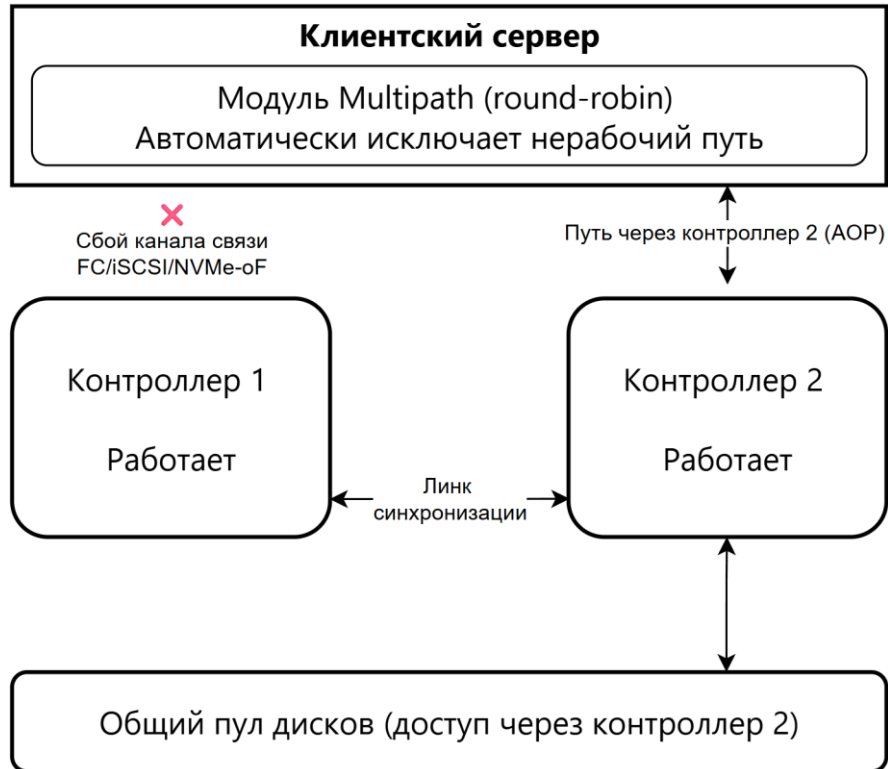 Клиентский сервер
Модуль Multipath (round-robin)
Автоматически исключает нерабочий путь
Сбой канала связи
FC/iSCSI/NVMe-oF
Путь через контроллер 2 (AOP)
Контроллер 1
Работает
Контроллер 2
Работает
Линк
синхронизации
Общий пул дисков (доступ через контроллер 2)